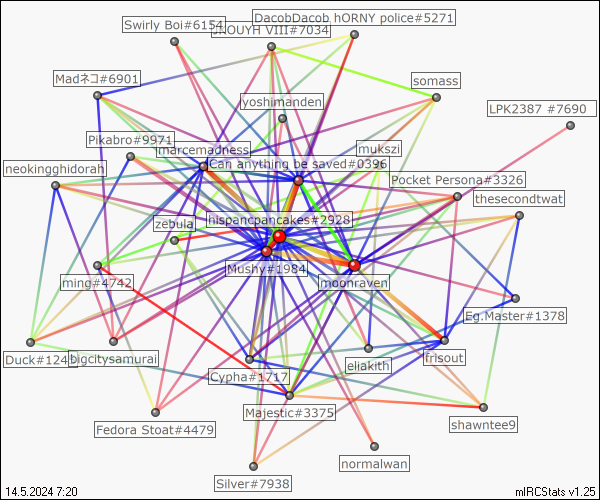 DacobDacob hORNY police#5271
Swirly Boi#6154
JNOUYH VIII#7034
Madネコ#6901
somass
yoshimanden
LPK2387 #7690
Pikabro#9971
marcemadness
mukszi
Can anything be saved#0396
neokingghidorah
Pocket Persona#3326
thesecondtwat
hispancpancakes#2928
zebula
Mushy#1984
ming#4742
moonraven
Eg.Master#1378
Duck#124
bigcitysamurai
frisout
eliakith
Cypha#1717
Majestic#3375
shawntee9
Fedora Stoat#4479
normalwan
Silver#7938
14.5.2024 7:20
mIRCStats v1.25